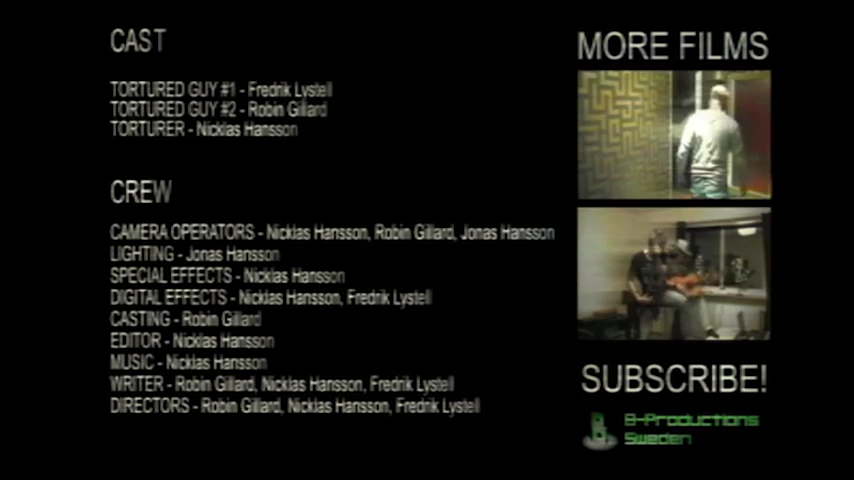 CAST
TORTURED GUY #1 - Fredrik Lystell
TORTURED GUY #2 - Robin Gillard
TORTURER - Nicklas Hansson
CREW
CAMERA OPERATORS - Nicklas Hansson, Robin Gillard, Jonas Hansson
LIGHTING - Jonas Hansson
SPECIAL EFFECTS - Nicklas Hansson
DIGITAL EFFECTS - Nicklas Hansson, Fredrik Lystell
CASTING - Robin Gillard
EDITOR - Nicklas Hansson
MUSIC - Nicklas Hansson
WRITER - Robin Gillard, Nicklas Hansson, Fredrik Lystell
DIRECTORS - Robin Gillard, Nicklas Hansson, Fredrik Lystell
MORE FILMS
SUBSCRIBE!
B-Productions
Sweden